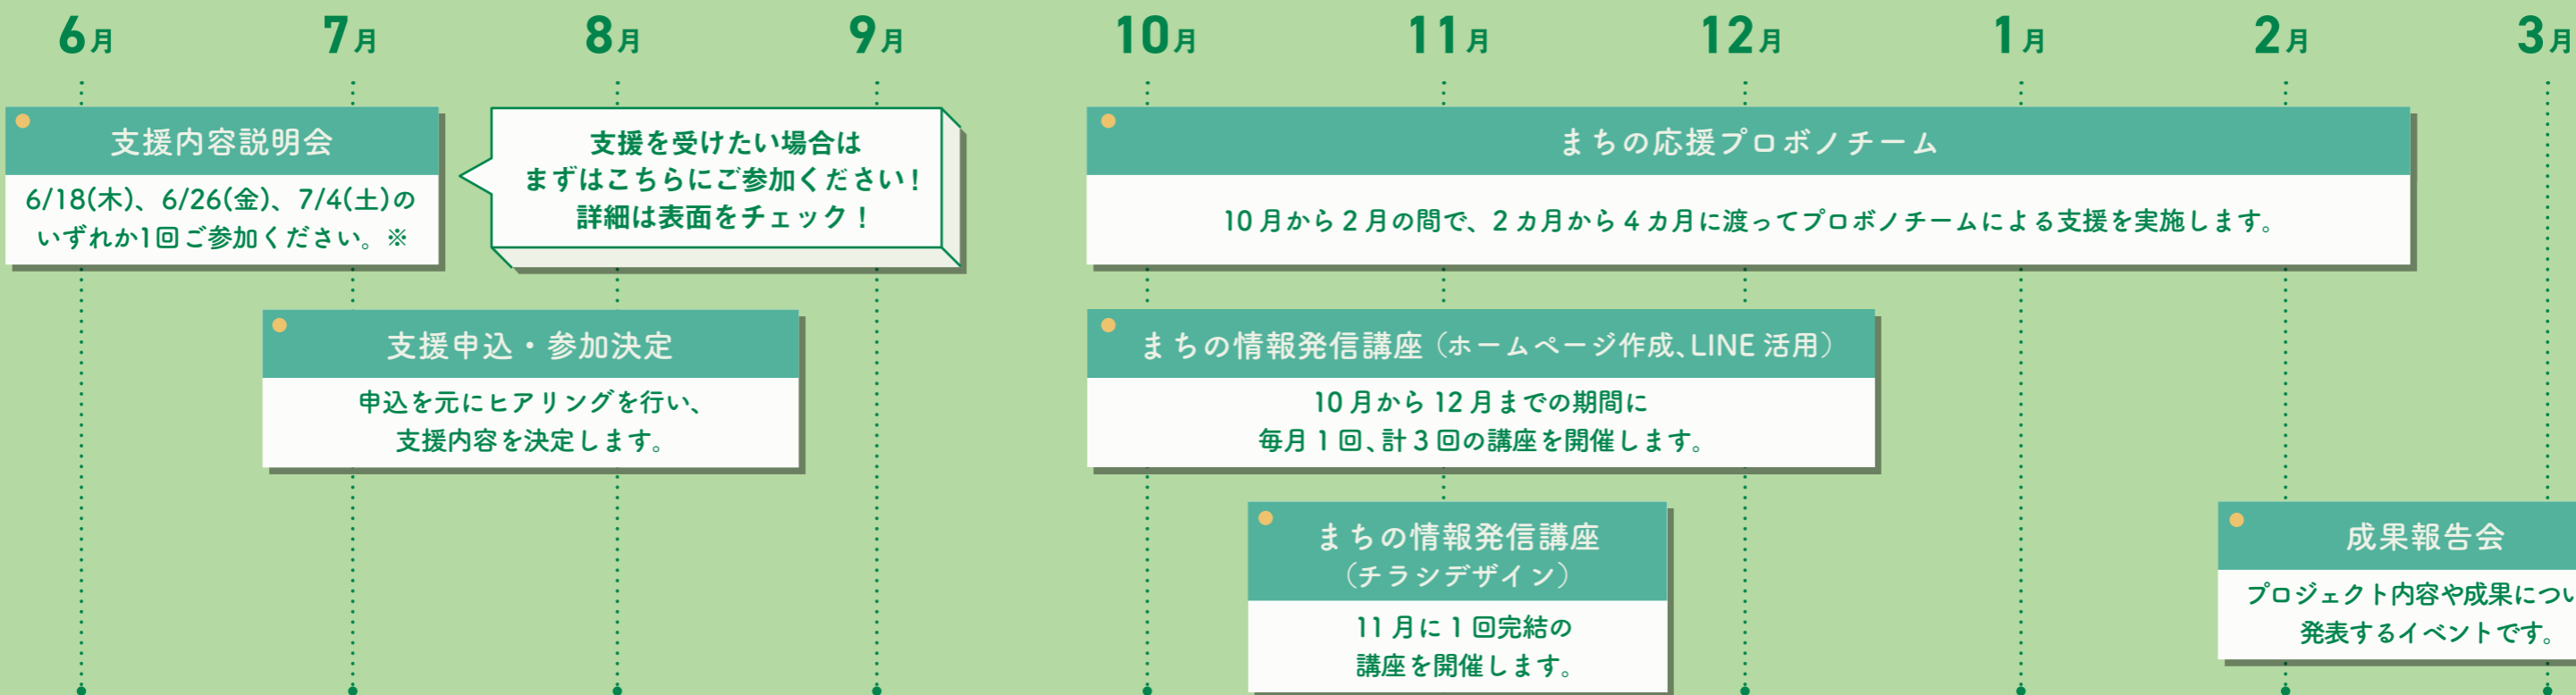 6月 7月 8月 9月 10月 11月 12月 1月 2月 3月
支援内容説明会
6/18(木)、6/26(金)、7/4(土)の
いずれか1回ご参加ください。※
支援を受けたい場合は
まずはこちらにご参加ください！
詳細は表面をチェック！
まちの応援プロボノチーム
10月から2月の間で、2カ月から4カ月に渡ってプロボノチームによる支援を実施します。
支援申込・参加決定
申込を元にヒアリングを行い、
支援内容を決定します。
まちの情報発信講座（ホームページ作成、LINE 活用）
10月から12月までの期間に
毎月1回、計3回の講座を開催します。
まちの情報発信講座
（チラシデザイン）
11月に1回完結の
講座を開催します。
成果報告会
プロジェクト内容や成果につい
発表するイベントです。